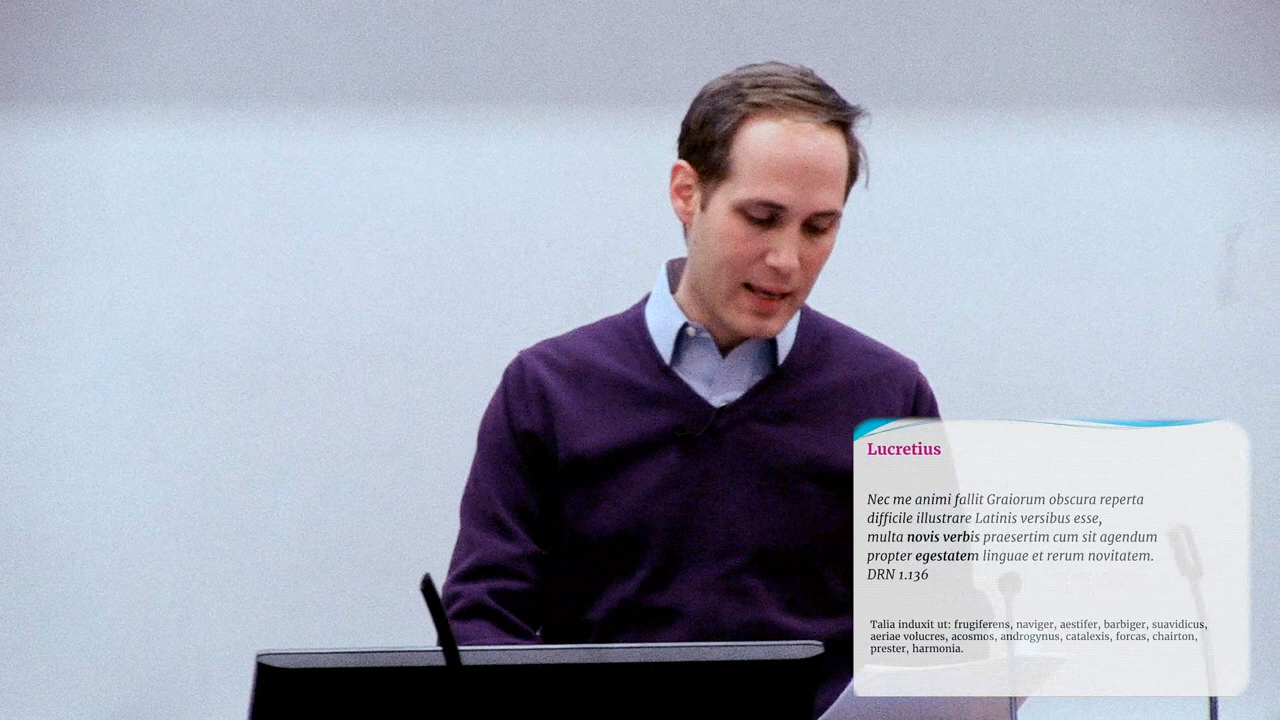 Lucretius
Nec me animi fallit Graiorum obscura reperta
difficile illustrare Latinis versibus esse,
multa novis verbis praesertim cum sit agendum
propter egestatem linguae et rerum novitatem.
DRN 1.136
Talia induxit ut: frugiferens, naviger, aestifer, barbiger, suavidicus,
aeriae volucres, acosmos, androgynus, catalexis, forcas, chairton,
prester, harmonia.